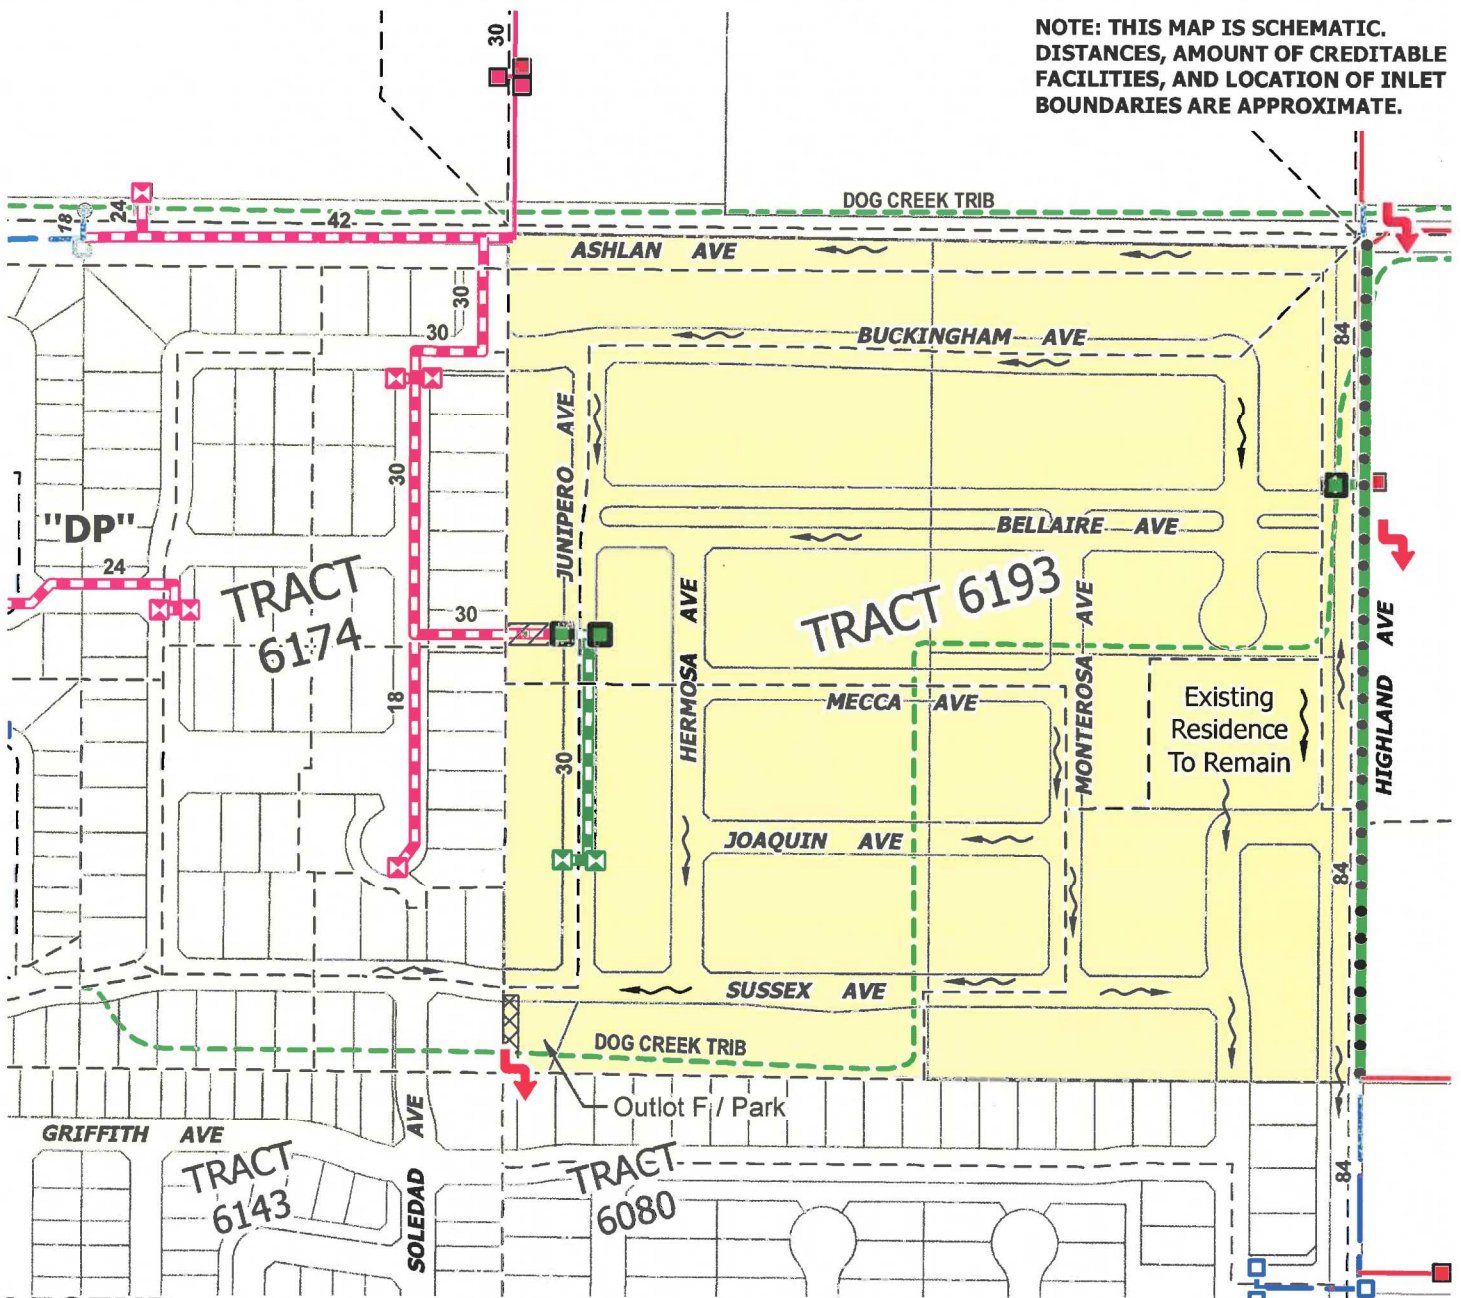 NOTE: THIS MAP IS SCHEMATIC.
DISTANCES, AMOUNT OF CREDITABLE
FACILITIES, AND LOCATION OF INLET
BOUNDARIES ARE APPROXIMATE.
30
DOG CREEK TRIB
18
24
42
ASHLAN AVE
30
30
BUCKINGHAM AVE
84
JUNIPERO AVE
30
"DP"
BELLAIRE AVE
24
TRACT
6174
30
HERMOSA AVE
TRACT 6193
MONTEROSA AVE
HIGHLAND AVE
18
MECCA AVE
Existing
Residence
To Remain
30
JOAQUIN AVE
84
SUSSEX AVE
DOG CREEK TRIB
Outlot F / Park
GRIFFITH AVE
SOLEDAD AVE
TRACT
6143
TRACT
6080
84